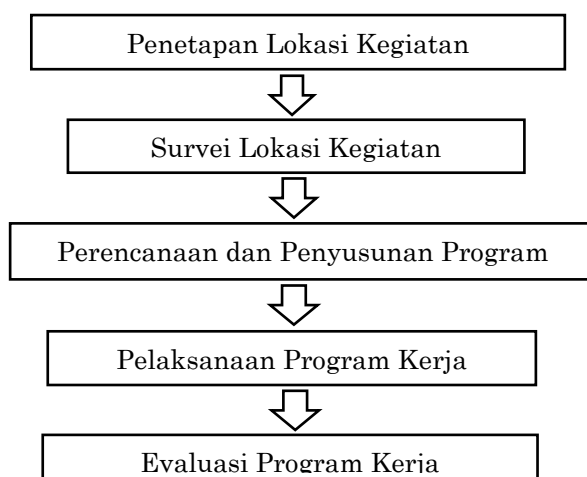 Penetapan Lokasi Kegiatan
Survei Lokasi Kegiatan
Perencanaan dan Penyusunan Program
Pelaksanaan Program Kerja
Evaluasi Program Kerja